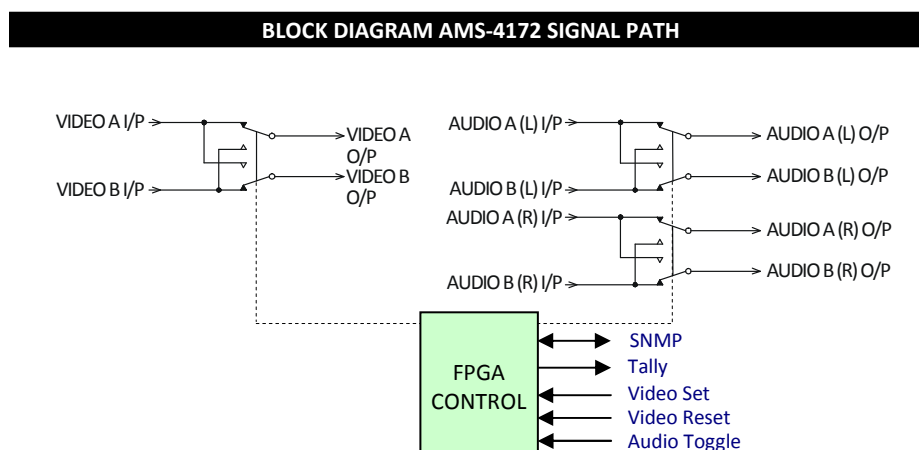 BLOCK DIAGRAM AMS-4172 SIGNAL PATH
VIDEO A I/P
VIDEO A
O/P
VIDEO B I/P
VIDEO B
O/P
AUDIO A (L) I/P
AUDIO A (L) O/P
AUDIO B (L) O/P
AUDIO B (L) I/P
AUDIO A (R) I/P
AUDIO A (R) O/P
AUDIO B (R) O/P
AUDIO B (R) I/P
FPGA
CONTROL
SNMP
Tally
Video Set
Video Reset
Audio Toggle